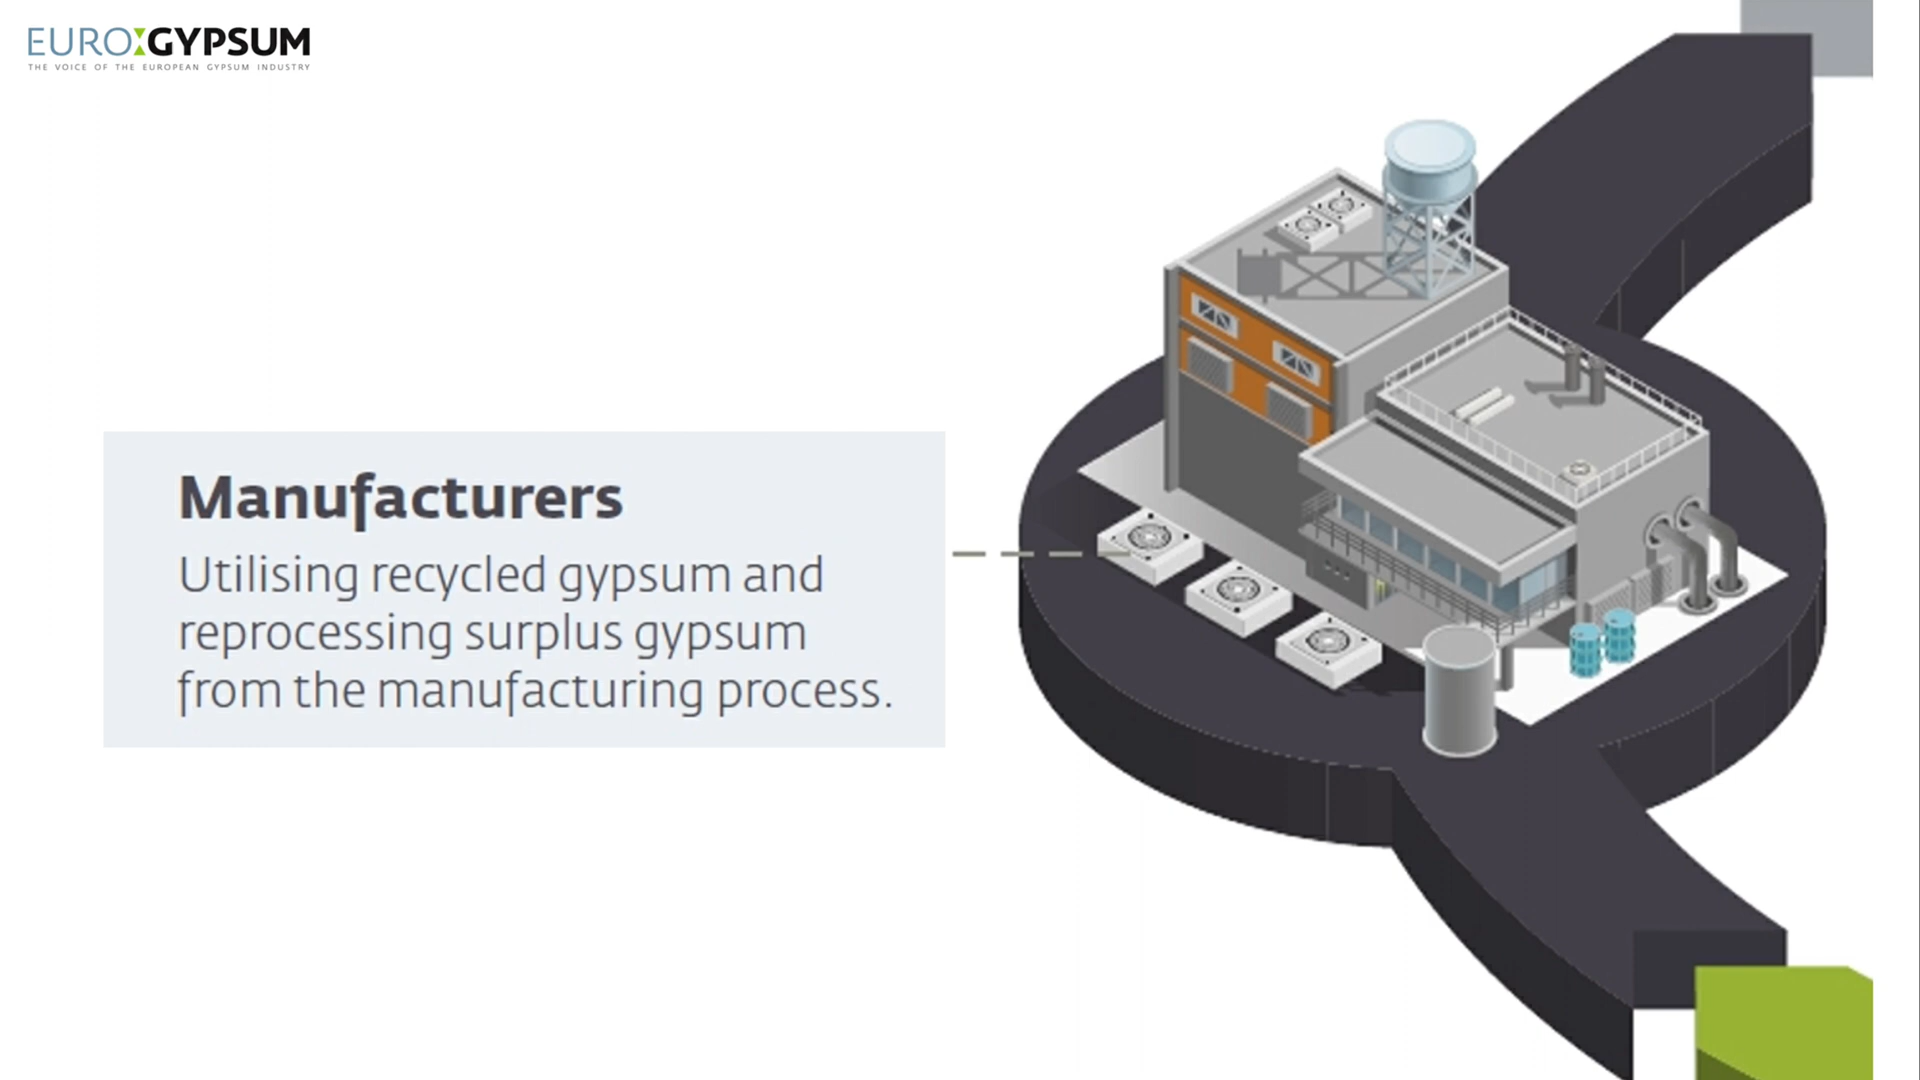 EURO:GYPSUM
THE VOICE OF THE EUROPEAN GYPSUM INDUSTRY
Manufacturers
Utilising recycled gypsum and
reprocessing surplus gypsum
from the manufacturing process.